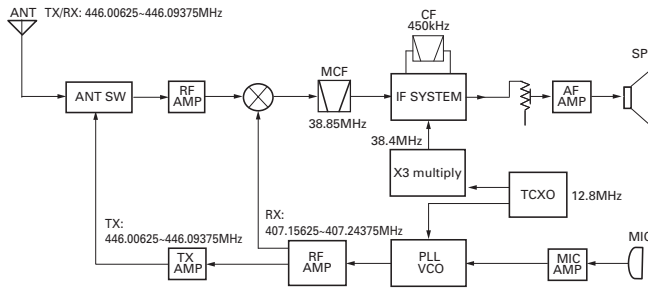 ANT TX/RX: 446.00625~446.09375MHz
CF
450kHz
SP
MCF
ANT SW
RF
AMP
IF SYSTEM
AF
AMP
38.85MHz
38.4MHz
X3 multiply
TCXO
12.8MHz
RX:
407.15625~407.24375MHz
TX:
446.00625~446.09375MHz
MIC
TX
AMP
RF
AMP
PLL
VCO
MIC
AMP